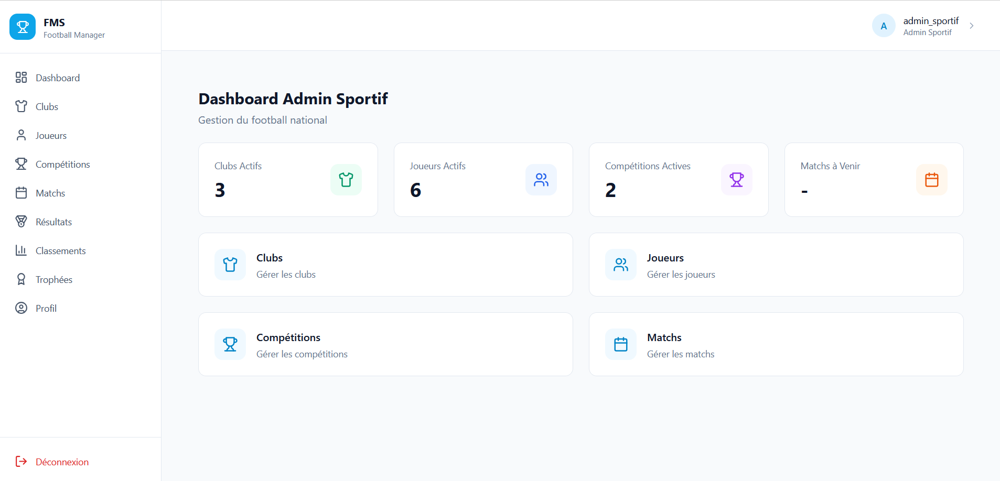 FMS
Football Manager
admin_sportif
A
Admin Sportif
Dashboard
Clubs
Joueurs
Compétitions
Matchs
Résultats
Classements
Trophées
Profil
Déconnexion
Dashboard Admin Sportif
Gestion du football national
Clubs Actifs
3
Joueurs Actifs
6
Compétitions Actives
2
Matchs à Venir
-
Clubs
Gérer les clubs
Joueurs
Gérer les joueurs
Compétitions
Gérer les compétitions
Matchs
Gérer les matchs